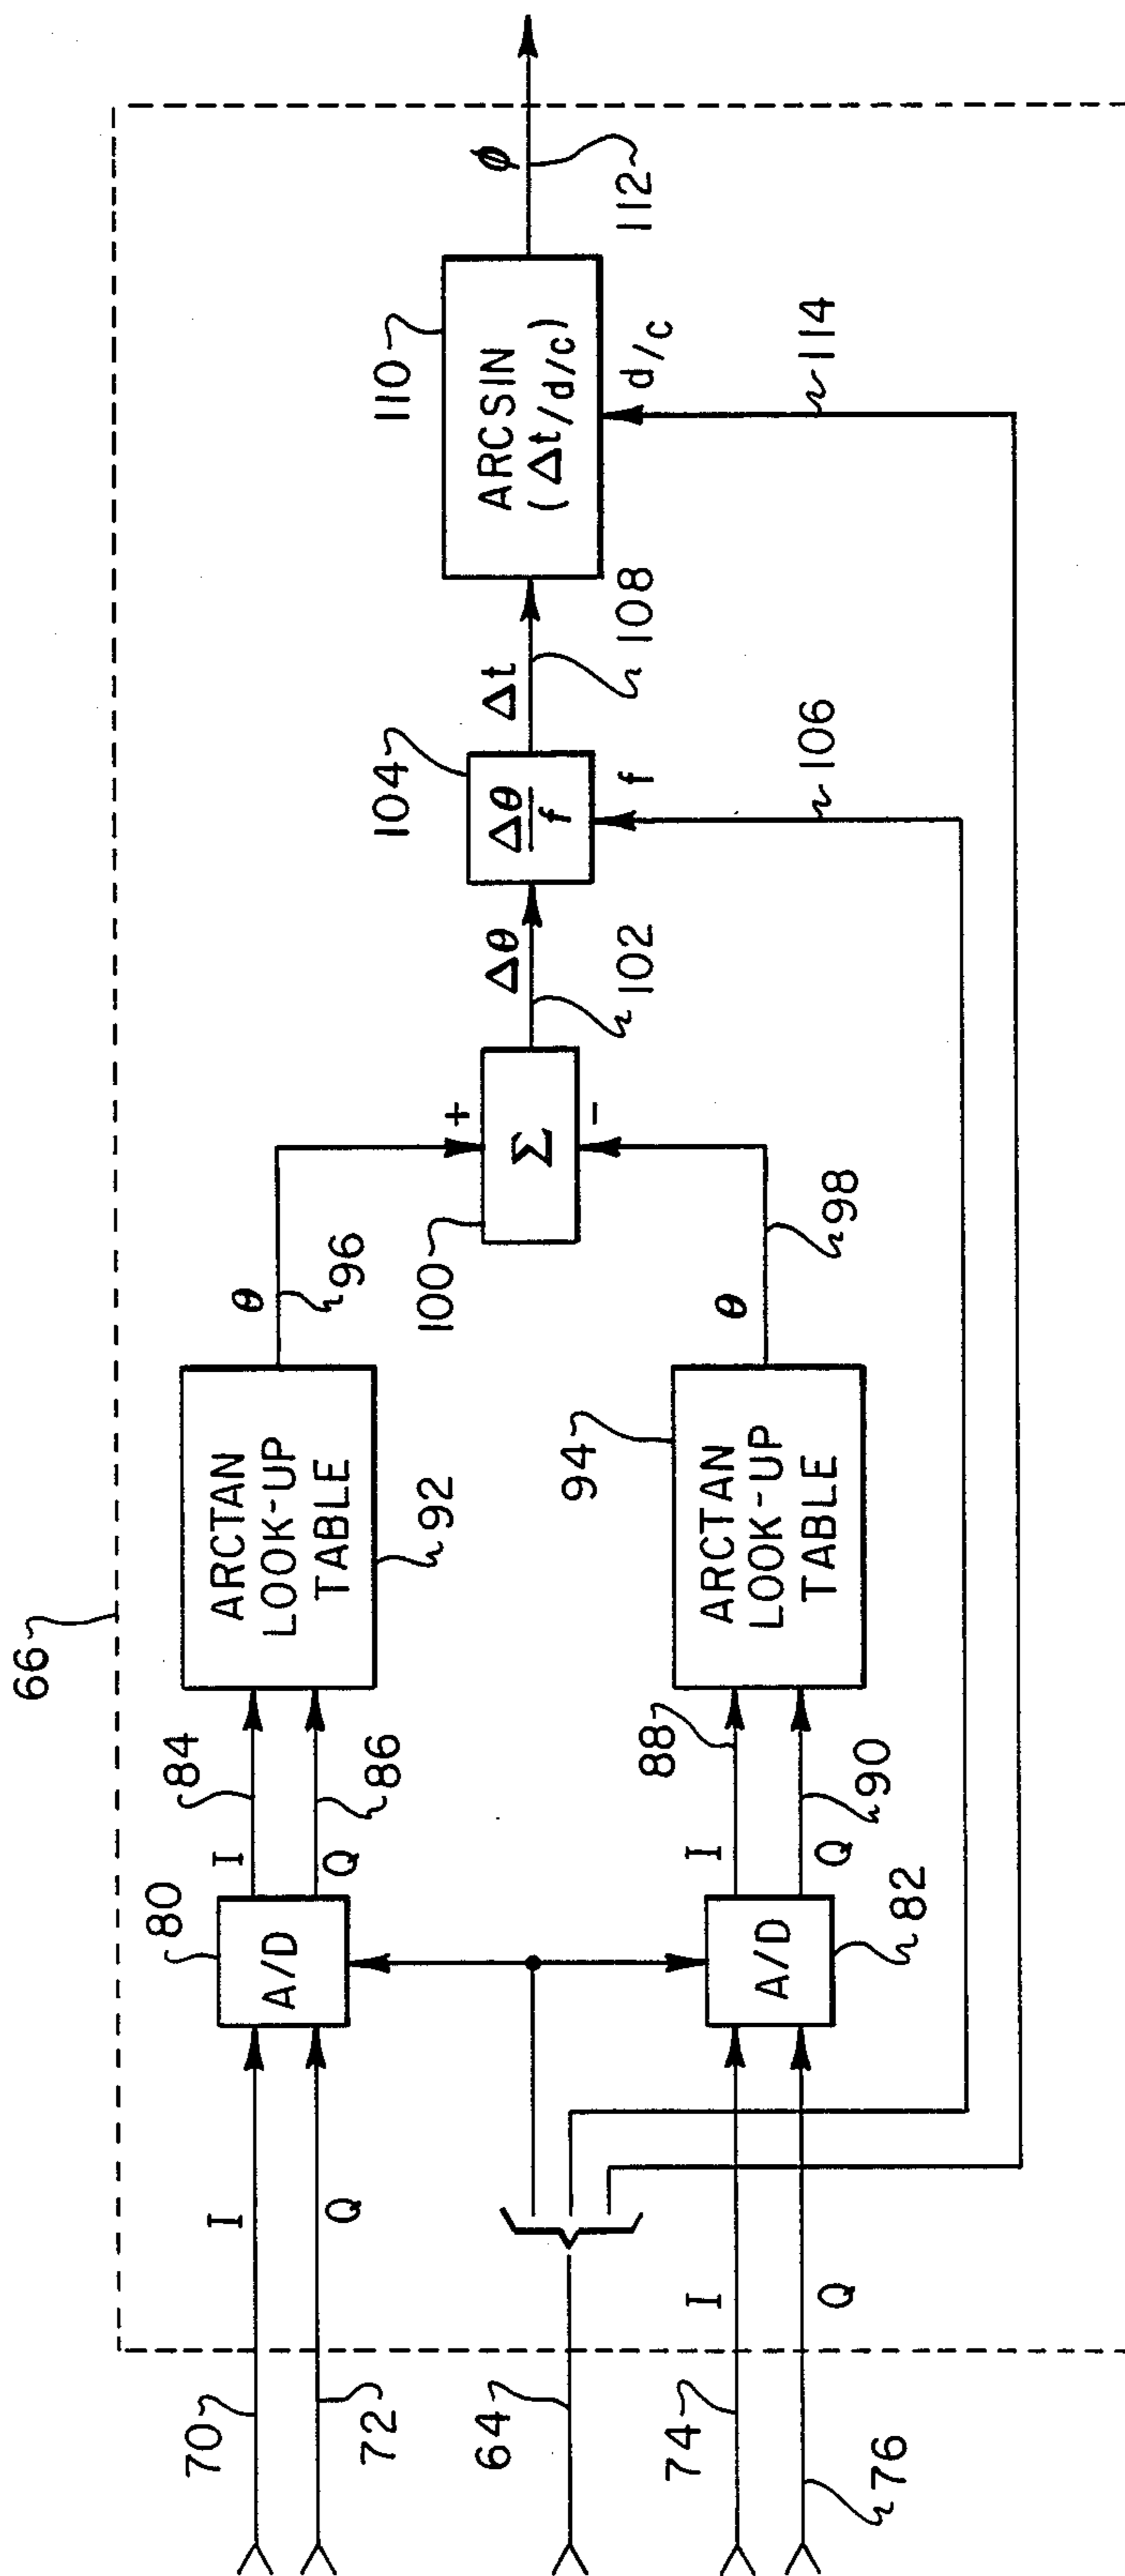 66
70
I
72
Q
64
74
I
76
Q
80
A/D
82
A/D
84
I
86
Q
88
I
90
Q
ARCTAN
LOOK-UP
TABLE
92
94
ARCTAN
LOOK-UP
TABLE
θ
96
θ
98
100
+
Σ
-
Δθ
102
104
Δθ
f
f
106
Δt
108
110
ARCSIN
(Δt/d/c)
d/c
114
ϕ
112